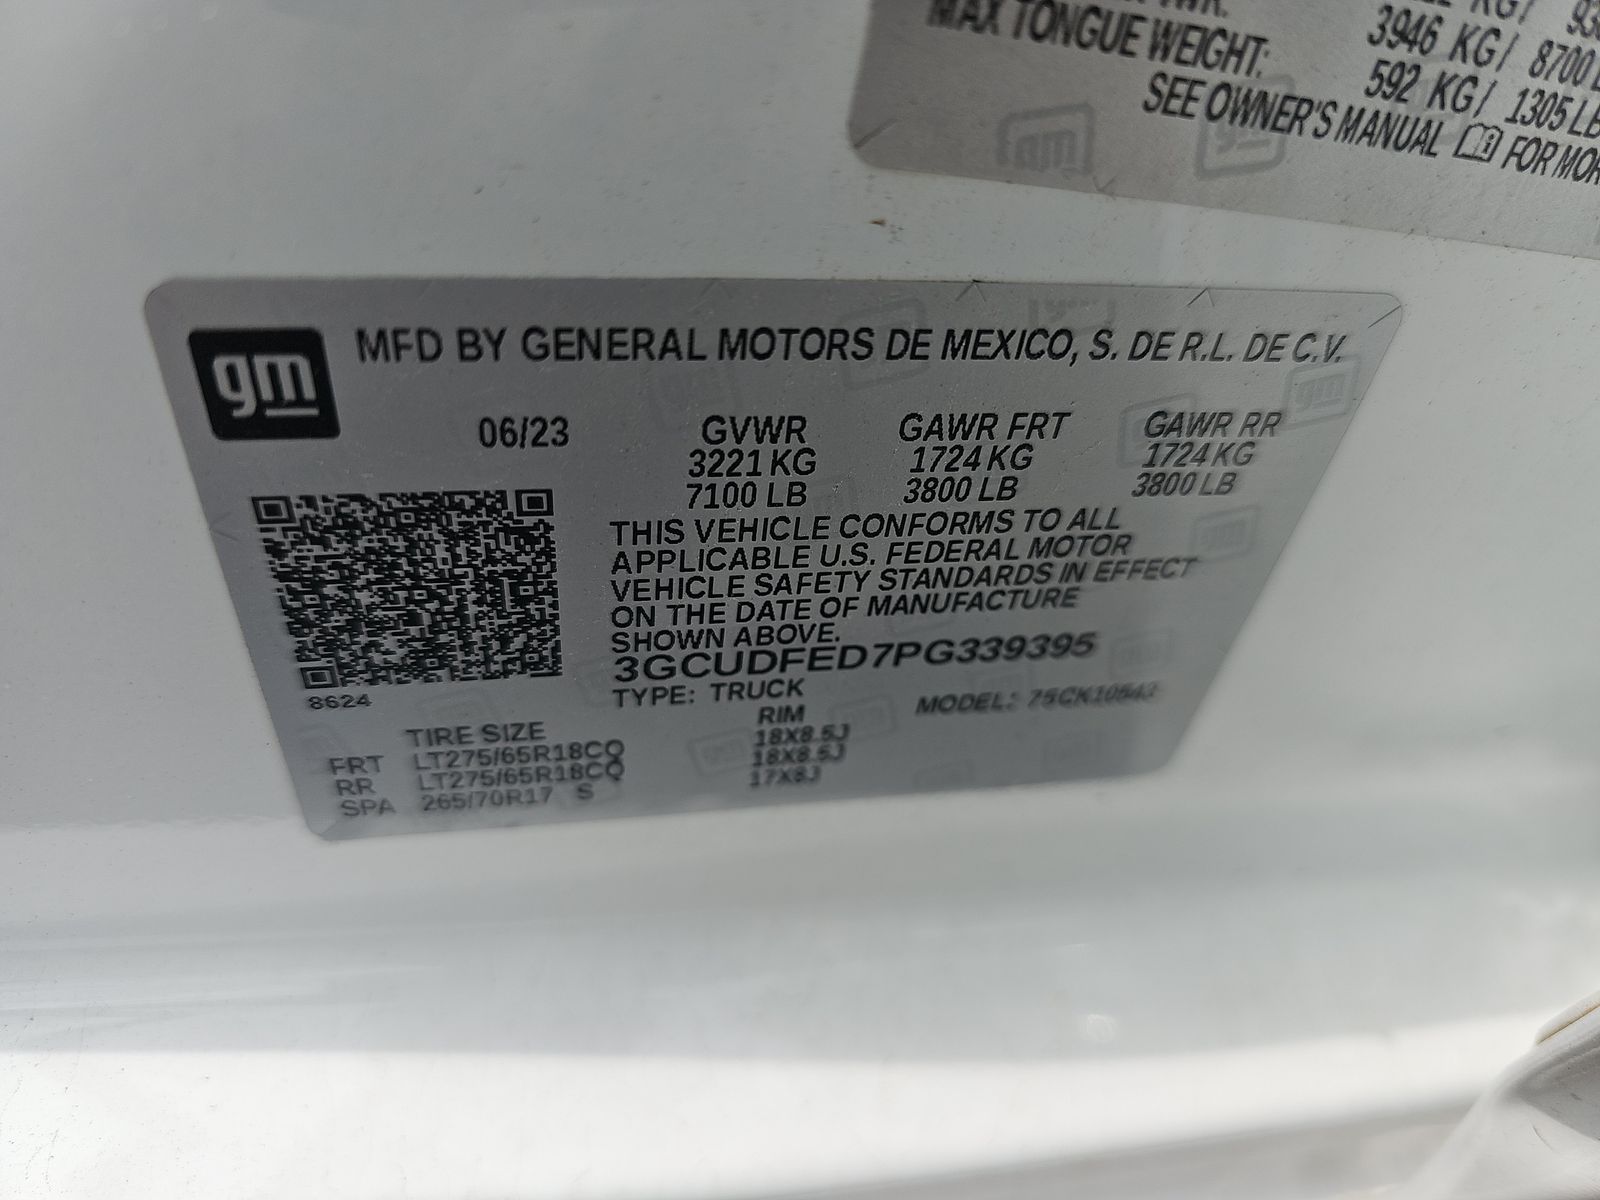 MAX TONGUE WEIGHT:
3946 KG/ 8700
592 KG/ 1305 LB
SEE OWNER'S MANUAL FOR
gm
MFD BY GENERAL MOTORS DE MEXICO, S. DE R.L. DE C.V.
06/23 GVWR GAWR FRT GAWR RR
3221 KG 1724 KG 1724 KG
7100 LB 3800 LB 3800 LB
THIS VEHICLE CONFORMS TO ALL
APPLICABLE U.S. FEDERAL MOTOR
VEHICLE SAFETY STANDARDS IN EFFECT
ON THE DATE OF MANUFACTURE
SHOWN ABOVE.
3GCUDFED7PG339395
8624
TYPE: TRUCK MODEL:
TIRE SIZE RIM
FRT LT275/65R18CQ 18X8.5J
RR LT275/65R18CQ 18X8.5J
SPA 265/70R17 S 17X8J